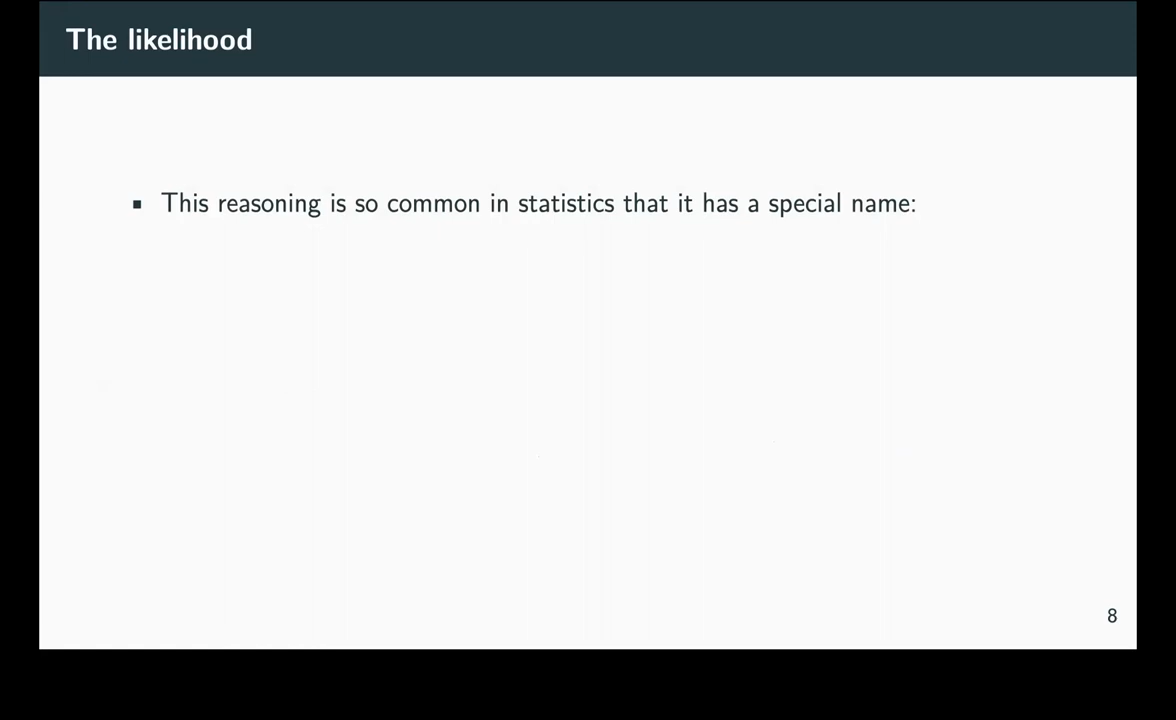 The likelihood
▪ This reasoning is so common in statistics that it has a special name:
8